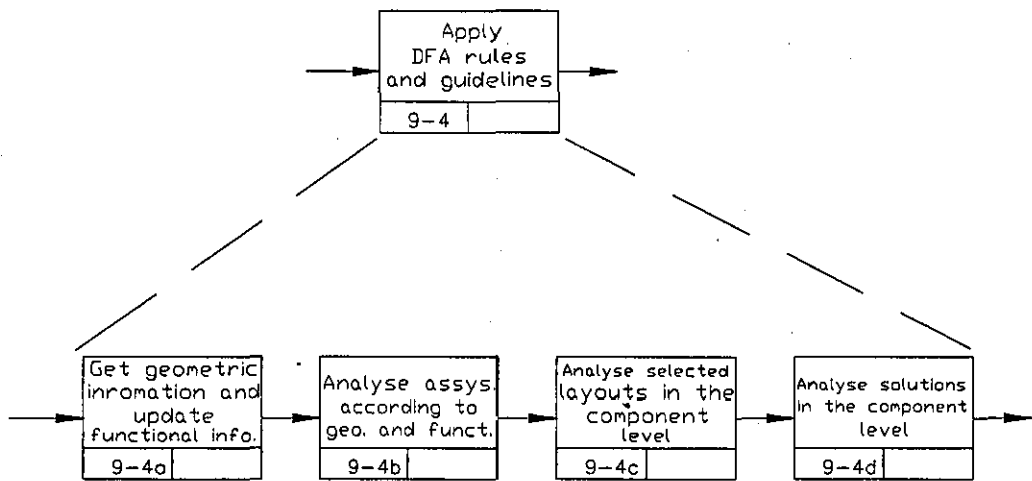 Apply
DFA rules
and guidelines
9-4
Get geometric
inromation and
update
functional info.
9-4a
Analyse assys.
according to
geo. and funct.
9-4b
Analyse selected
layouts in the
component
level
9-4c
Analyse solutions
in the component
level
9-4d